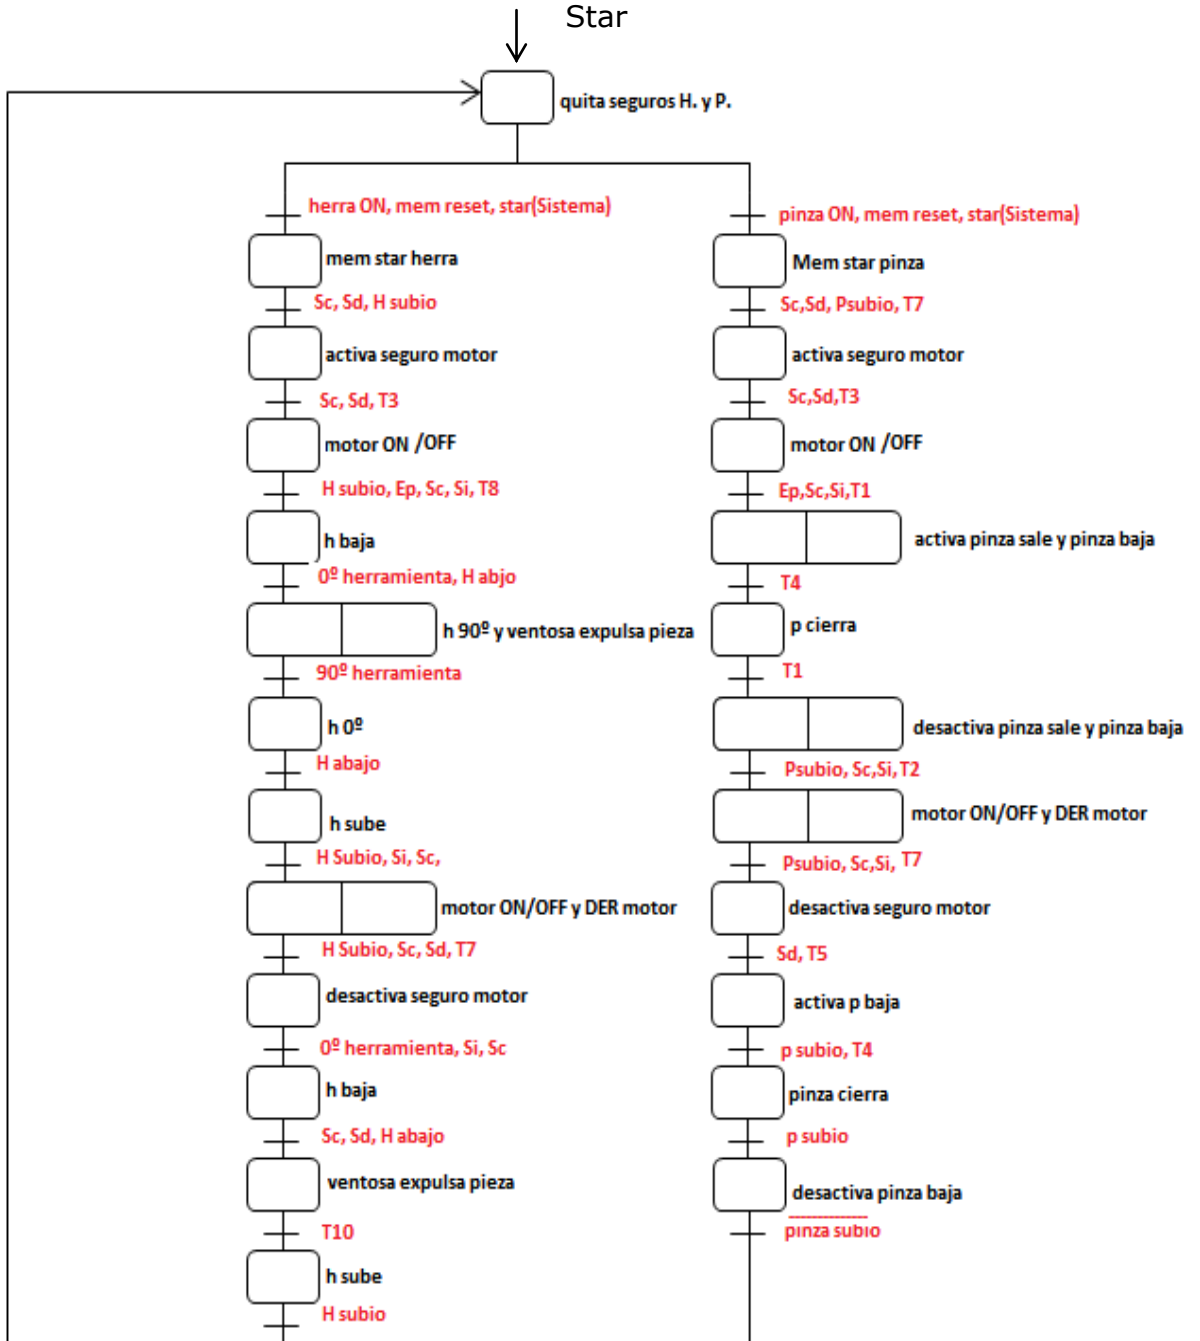 Star
quita seguros H. y P.
herra ON, mem reset, star(Sistema)
mem star herra
Sc, Sd, H subio
activa seguro motor
Sc, Sd, T3
motor ON /OFF
H subio, Ep, Sc, Si, T8
h baja
0º herramienta, H abjo
h 90º y ventosa expulsa pieza
90º herramienta
h 0º
H abajo
h sube
H Subio, Si, Sc,
motor ON/OFF y DER motor
H Subio, Sc, Sd, T7
desactiva seguro motor
0º herramienta, Si, Sc
h baja
Sc, Sd, H abajo
ventosa expulsa pieza
T10
h sube
H subio
pinza ON, mem reset, star(Sistema)
Mem star pinza
Sc,Sd, Psubio, T7
activa seguro motor
Sc,Sd,T3
motor ON /OFF
Ep,Sc,Si,T1
activa pinza sale y pinza baja
T4
p cierra
T1
desactiva pinza sale y pinza baja
Psubio, Sc,Si,T2
motor ON/OFF y DER motor
Psubio, Sc,Si, T7
desactiva seguro motor
Sd, T5
activa p baja
p subio, T4
pinza cierra
p subio
desactiva pinza baja
pinza subio